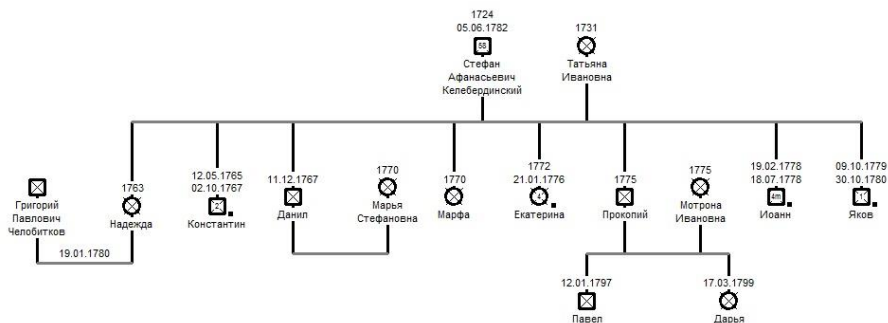 1724
05.06.1782
58
Стефан
Афанасьевич
Келебердинский
1731
Татьяна
Ивановна
Григорий
Павлович
Челобитков
1763
Надежда
19.01.1780
12.05.1765
02.10.1767
2
Константин
11.12.1767
Данил
1770
Марья
Стефановна
1770
Марфа
1772
21.01.1776
4
Екатерина
1775
Прокопий
1775
Мотрона
Ивановна
19.02.1778
18.07.1778
4m
Иоанн
09.10.1779
30.10.1780
1
Яков
12.01.1797
Павел
17.03.1799
Дарья